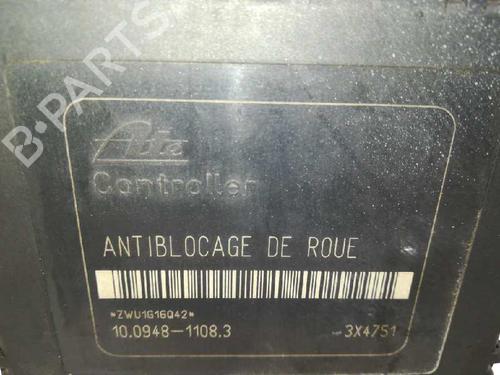 B-PARTS
Ate
Controller
ANTIBLOCAGE DE ROUE
*ZWU1G16Q42*
10.0948-1108.3 3X4751